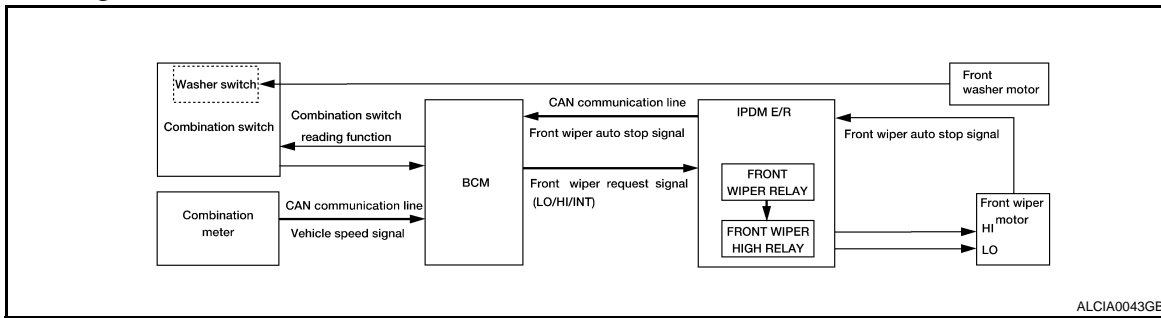 Washer switch
Combination switch
Combination switch
reading function
Combination
meter
CAN communication line
Vehicle speed signal
BCM
CAN communication line
Front wiper auto stop signal
Front wiper request signal
(LO/HI/INT)
IPDM E/R
FRONT
WIPER RELAY
FRONT WIPER
HIGH RELAY
Front
washer motor
Front wiper auto stop signal
Front wiper
motor
HI
LO
ALCIA0043GB